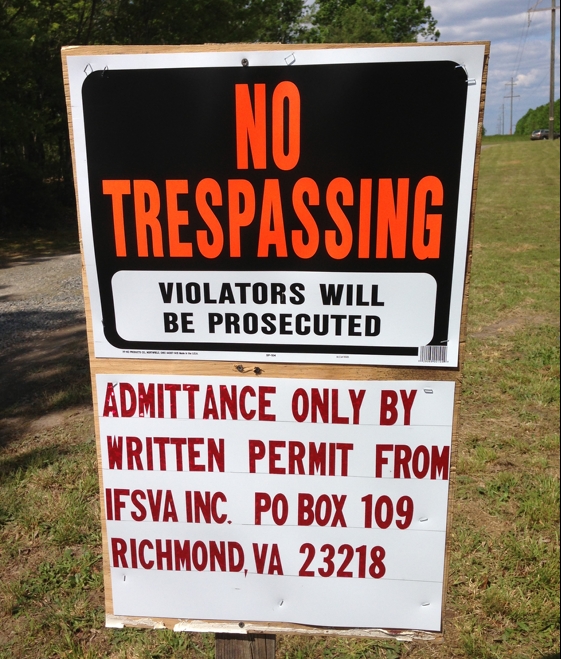 NO
TRESPASSING
VIOLATORS WILL
BE PROSECUTED
ADMITTANCE ONLY BY
WRITTEN PERMIT FROM
IFSVA INC. PO BOX 109
RICHMOND, VA 23218